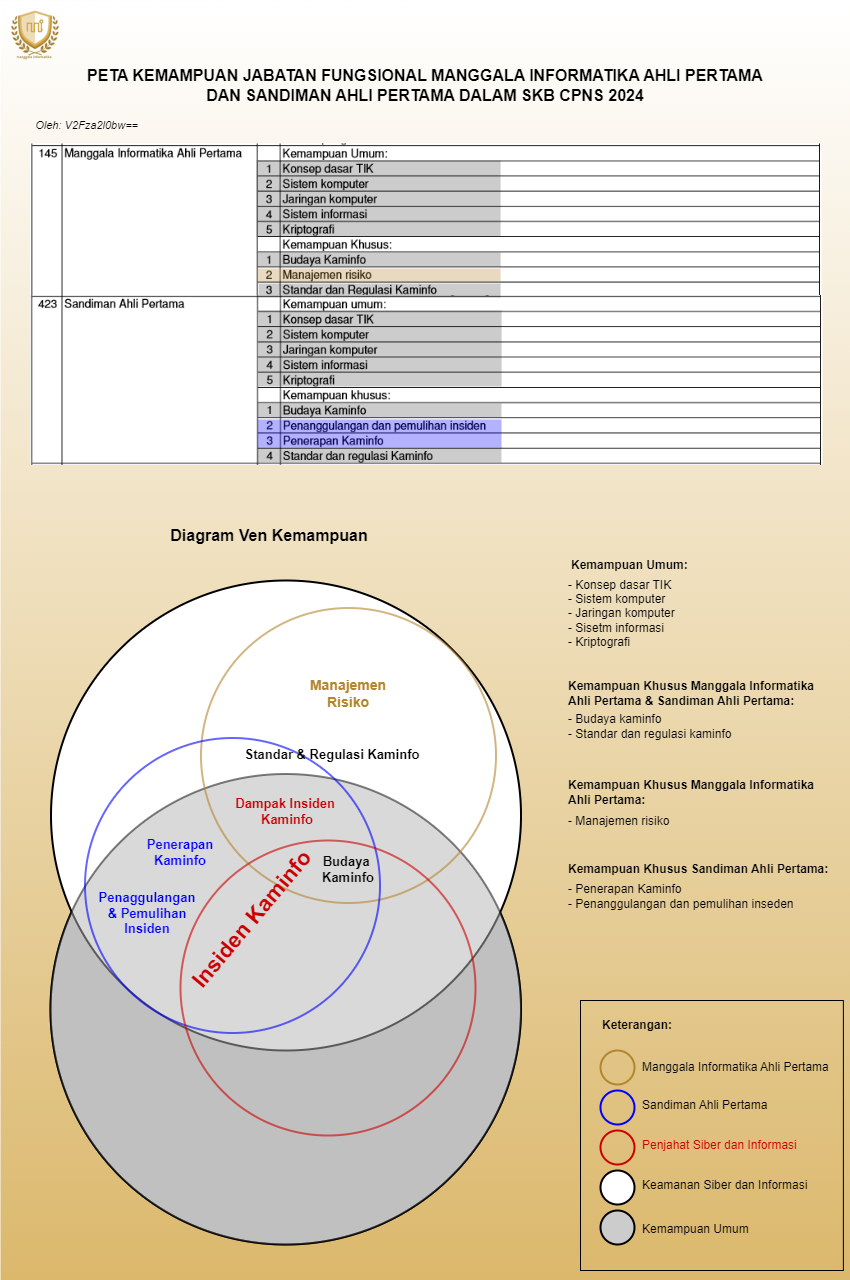 manggala informatika
PETA KEMAMPUAN JABATAN FUNGSIONAL MANGGALA INFORMATIKA AHLI PERTAMA
DAN SANDIMAN AHLI PERTAMA DALAM SKB CPNS 2024
Oleh: V2Fza2l0bw==
145 Manggala Informatika Ahli Pertama Kemampuan Umum:
1 Konsep dasar TIK
2 Sistem komputer
3 Jaringan komputer
4 Sistem informasi
5 Kriptografi
Kemampuan Khusus:
1 Budaya Kaminfo
2 Manajemen risiko
3 Standar dan Regulasi Kaminfo
423 Sandiman Ahli Pertama Kemampuan umum:
1 Konsep dasar TIK
2 Sistem komputer
3 Jaringan komputer
4 Sistem informasi
5 Kriptografi
Kemampuan khusus:
1 Budaya Kaminfo
2 Penanggulangan dan pemulihan insiden
3 Penerapan Kaminfo
4 Standar dan regulasi Kaminfo
Diagram Ven Kemampuan
Manajemen
Risiko
Standar & Regulasi Kaminfo
Dampak Insiden
Kaminfo
Penerapan
Kaminfo
Budaya
Kaminfo
Insiden Kaminfo
Penaggulangan
& Pemulihan
Insiden
Kemampuan Umum:
- Konsep dasar TIK
- Sistem komputer
- Jaringan komputer
- Sisetm informasi
- Kriptografi
Kemampuan Khusus Manggala Informatika
Ahli Pertama & Sandiman Ahli Pertama:
- Budaya kaminfo
- Standar dan regulasi kaminfo
Kemampuan Khusus Manggala Informatika
Ahli Pertama:
- Manajemen risiko
Kemampuan Khusus Sandiman Ahli Pertama:
- Penerapan Kaminfo
- Penanggulangan dan pemulihan inseden
Keterangan:
Manggala Informatika Ahli Pertama
Sandiman Ahli Pertama
Penjahat Siber dan Informasi
Keamanan Siber dan Informasi
Kemampuan Umum